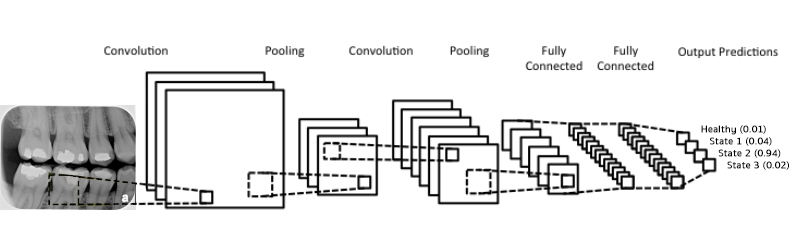 Convolution
Pooling
Convolution
Pooling
Fully
Connected
Fully
Connected
Output Predictions
a
Healthy (0.01)
State 1 (0.04)
State 2 (0.94)
State 3 (0.02)